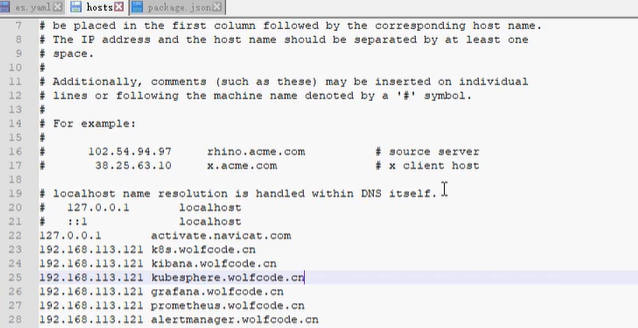 es.yaml hosts package.json
7 # be placed in the first column followed by the corresponding host name.
8 # The IP address and the host name should be separated by at least one
9 # space.
10 #
11 # Additionally, comments (such as these) may be inserted on individual
12 # lines or following the machine name denoted by a '#' symbol.
13 #
14 # For example:
15 #
16 # 102.54.94.97 rhino.acme.com # source server
17 # 38.25.63.10 x.acme.com # x client host
18
19 # localhost name resolution is handled within DNS itself.
20 # 127.0.0.1 localhost
21 # ::1 localhost
22 127.0.0.1 activate.navicat.com
23 192.168.113.121 k8s.wolfcode.cn
24 192.168.113.121 kibana.wolfcode.cn
25 192.168.113.121 kubesphere.wolfcode.cn
26 192.168.113.121 grafana.wolfcode.cn
27 192.168.113.121 prometheus.wolfcode.cn
28 192.168.113.121 alertmanager.wolfcode.cn